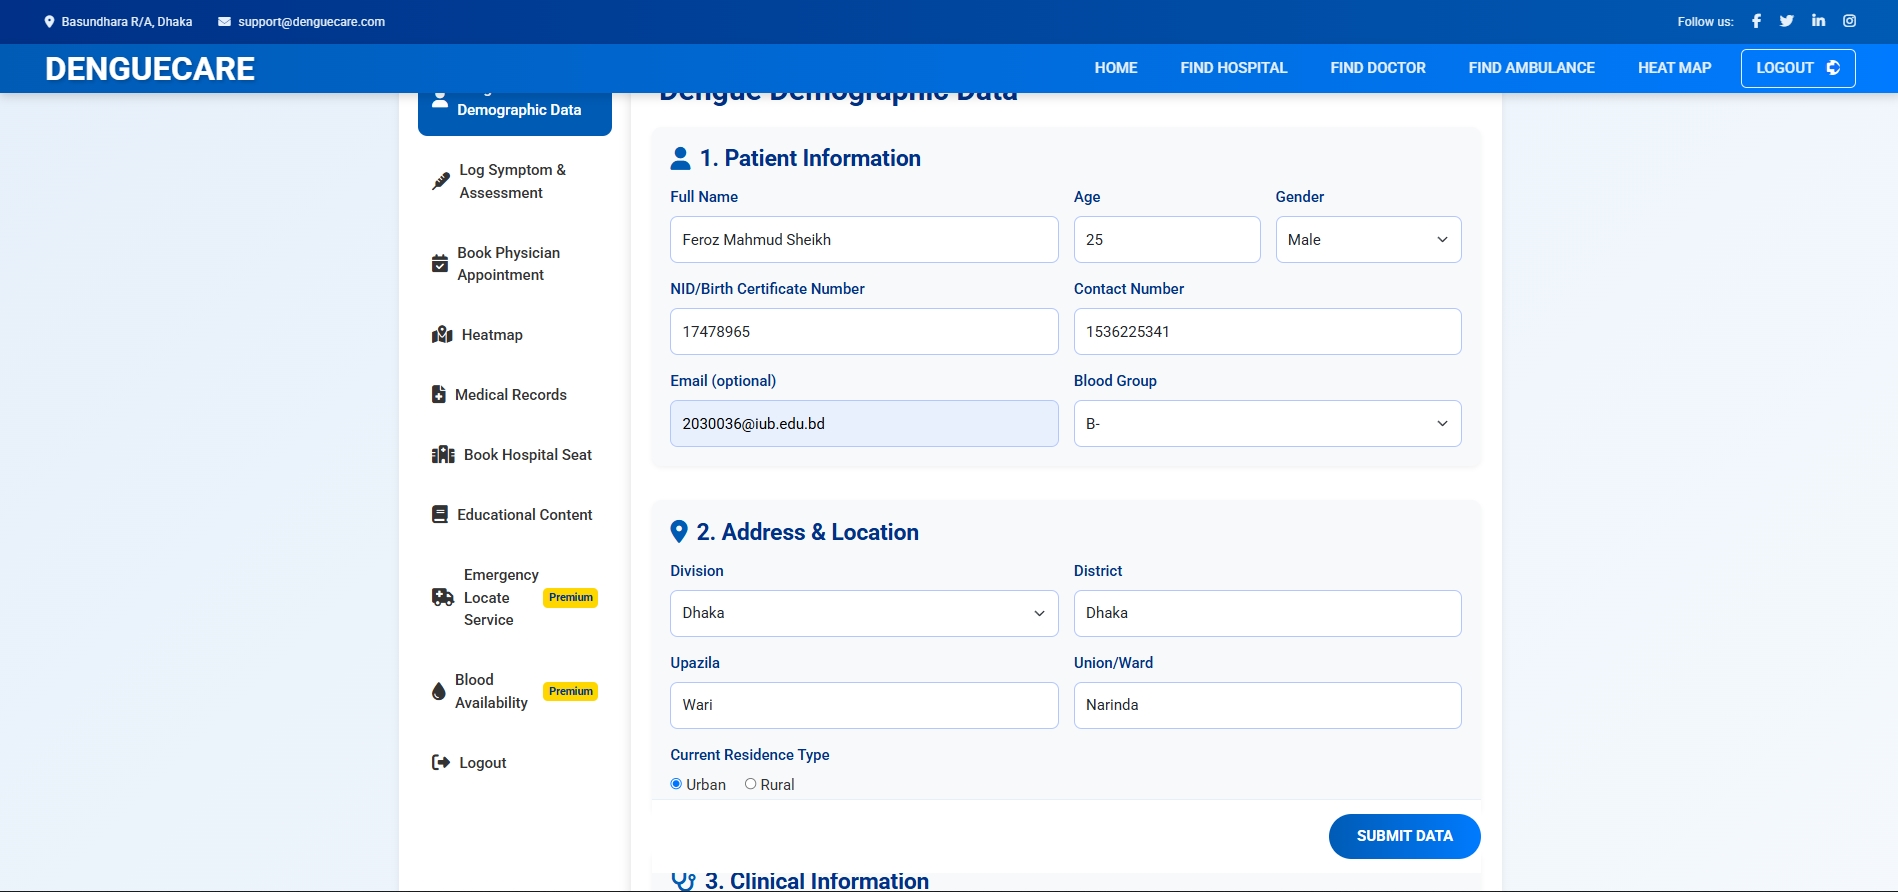 Basundhara R/A, Dhaka
support@denguecare.com
Follow us:
DENGUECARE
HOME
FIND HOSPITAL
FIND DOCTOR
FIND AMBULANCE
HEAT MAP
LOGOUT
Demographic Data
Log Symptom &
Assessment
Book Physician
Appointment
Heatmap
Medical Records
Book Hospital Seat
Educational Content
Emergency
Locate
Service
Premium
Blood
Availability
Premium
Logout
Dengue Demographic Data
1. Patient Information
Full Name
Age
Gender
Feroz Mahmud Sheikh
25
Male
NID/Birth Certificate Number
Contact Number
17478965
1536225341
Email (optional)
Blood Group
2030036@iub.edu.bd
B-
2. Address & Location
Division
District
Dhaka
Dhaka
Upazila
Union/Ward
Wari
Narinda
Current Residence Type
Urban
Rural
SUBMIT DATA
3. Clinical Information